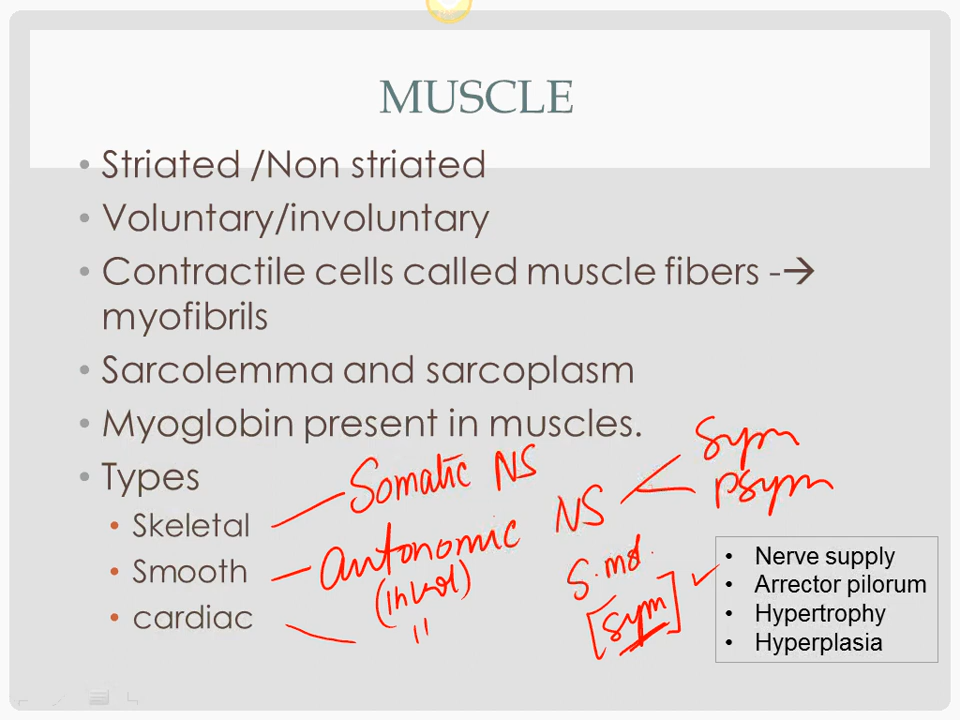 MUSCLE
• Striated /Non striated
• Voluntary/involuntary
• Contractile cells called muscle fibers -→
myofibrils
• Sarcolemma and sarcoplasm
• Myoglobin present in muscles.
• Types
• Skeletal
• Smooth
• cardiac
Somatic NS
Autonomic NS
(invol)
"
Sym
psym
[sym]
• Nerve supply
• Arrector pilorum
• Hypertrophy
• Hyperplasia